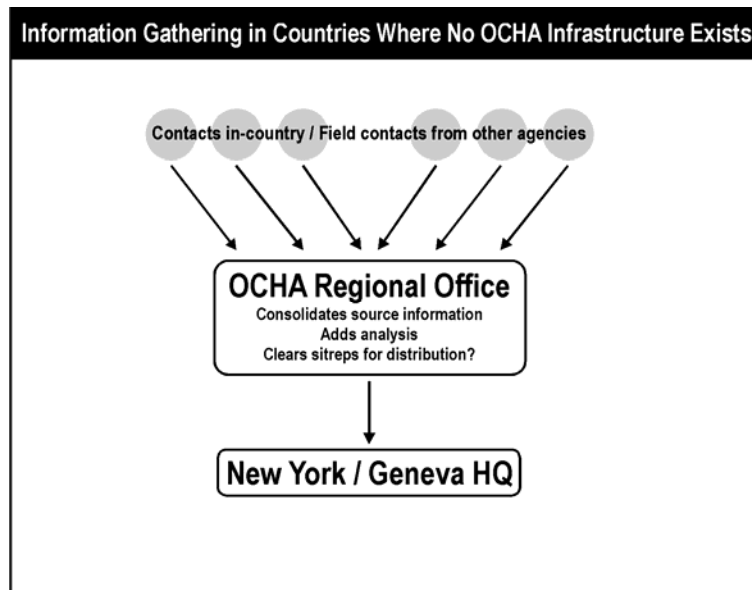 Information Gathering in Countries Where No OCHA Infrastructure Exists
Contacts in-country / Field contacts from other agencies
OCHA Regional Office
Consolidates source information
Adds analysis
Clears sitreps for distribution?
New York / Geneva HQ